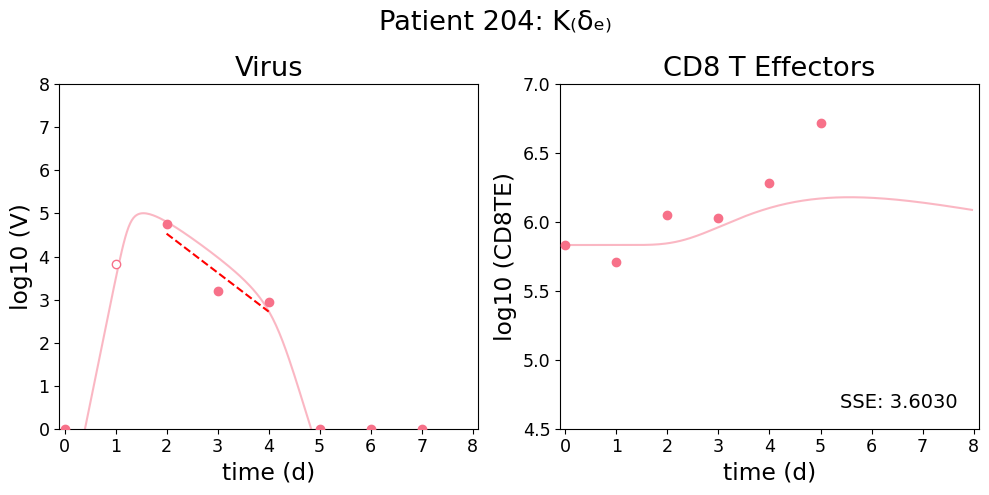 Patient 204: K₍δₑ₎
Virus
CD8 T Effectors
log10 (V)
8
7
6
5
4
3
2
1
0
0 1 2 3 4 5 6 7 8
time (d)
log10 (CD8TE)
7.0
6.5
6.0
5.5
5.0
4.5
SSE: 3.6030
0 1 2 3 4 5 6 7 8
time (d)